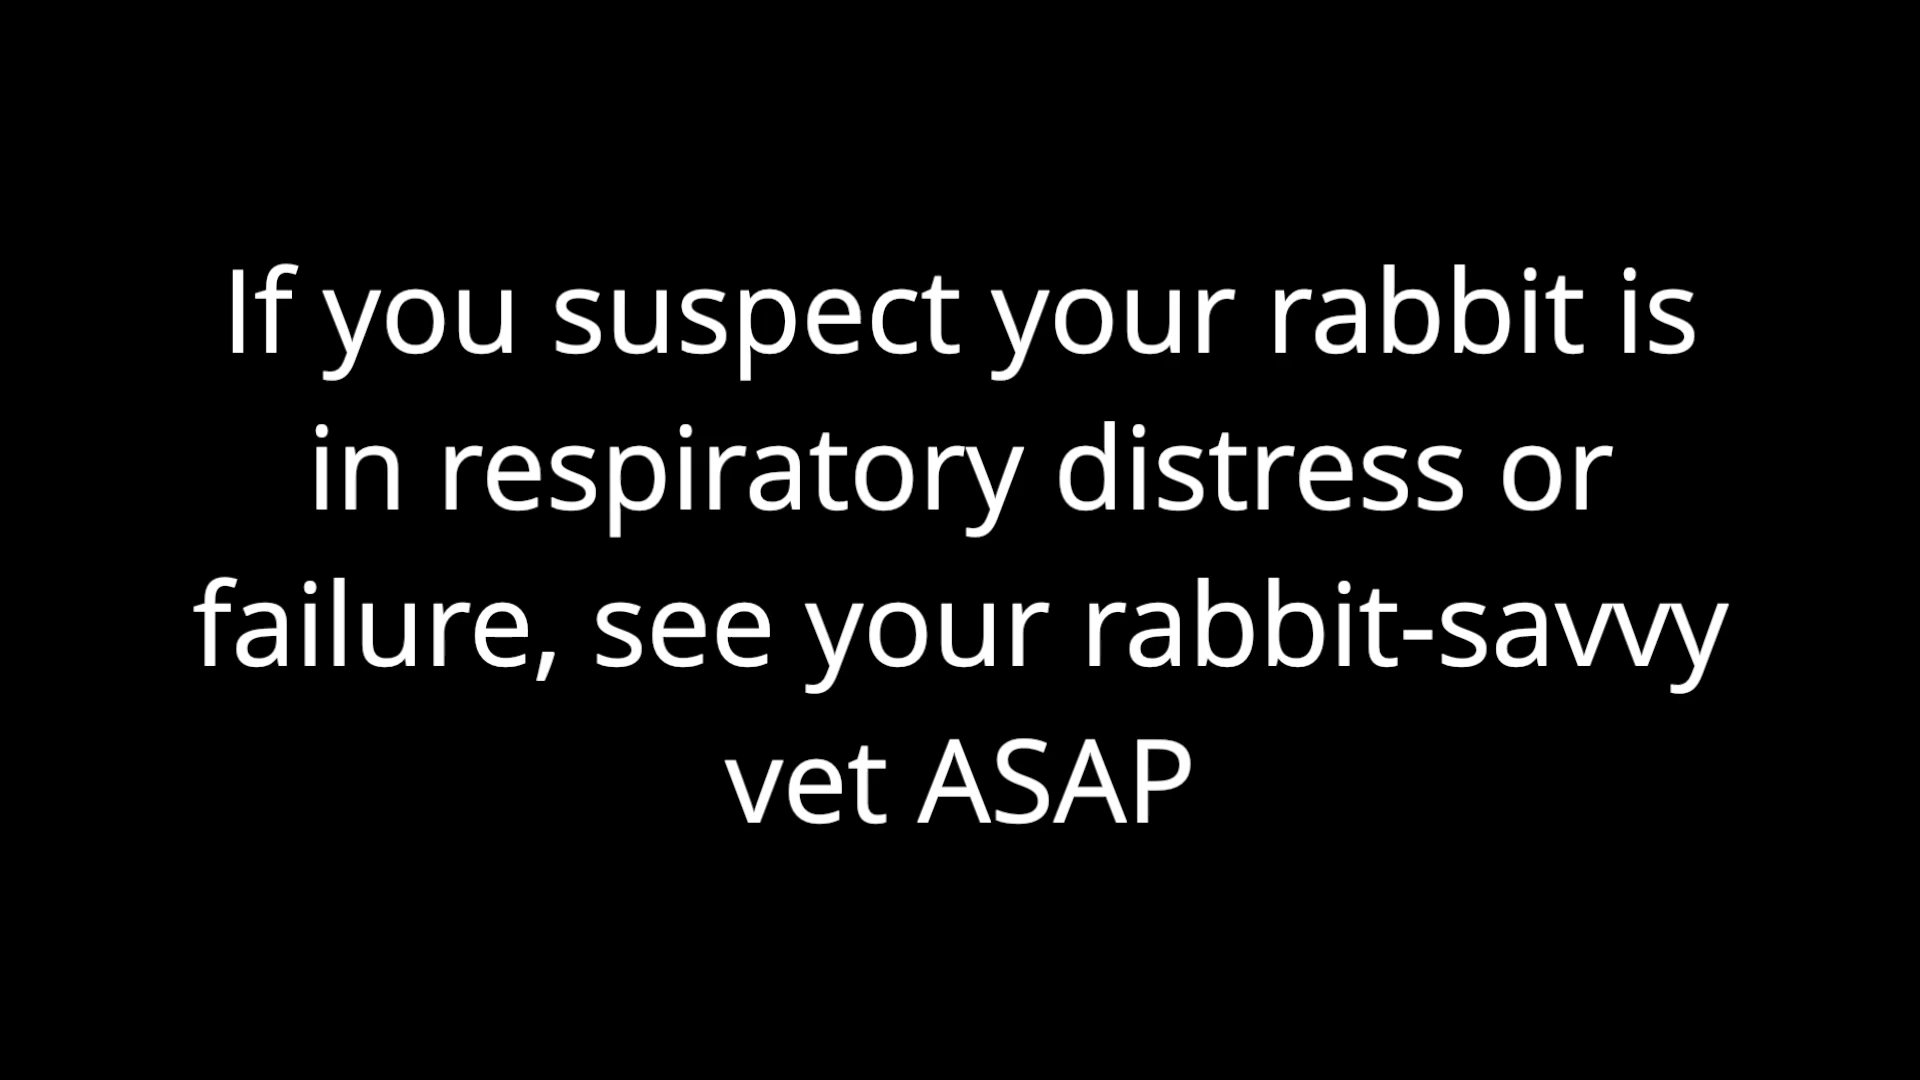 If you suspect your rabbit is
in respiratory distress or
failure, see your rabbit-savvy
vet ASAP